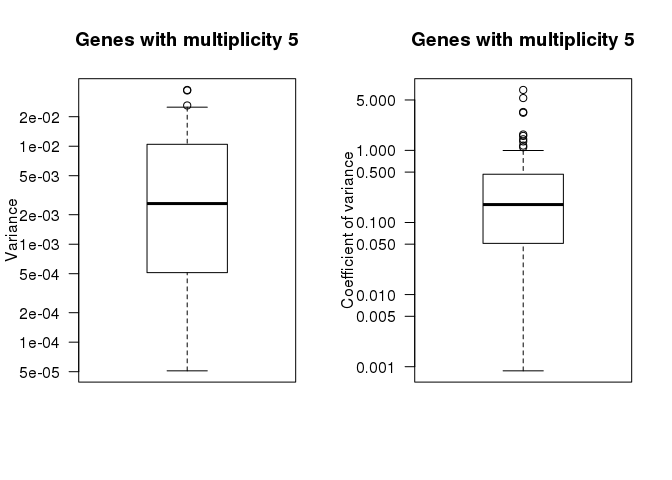 Genes with multiplicity 5
Variance
2e-02
1e-02
5e-03
2e-03
1e-03
5e-04
2e-04
1e-04
5e-05
Genes with multiplicity 5
Coefficient of variance
5.000
1.000
0.500
0.100
0.050
0.010
0.005
0.001